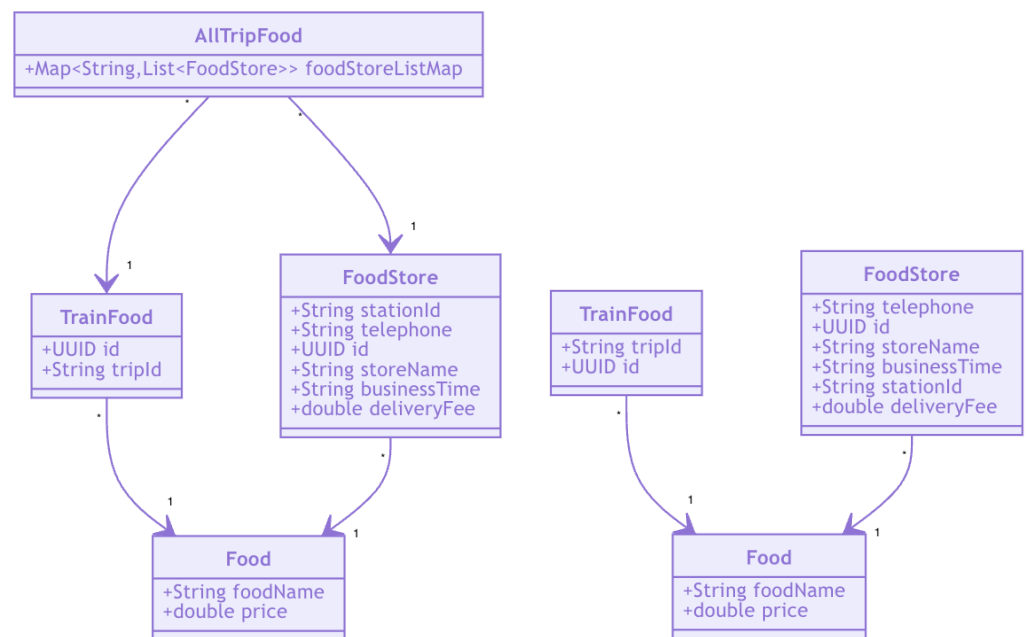 AllTripFood
+Map<String,List<FoodStore>> foodStoreListMap
*
*
1
1
TrainFood
+UUID id
+String tripId
FoodStore
+String stationId
+String telephone
+UUID id
+String storeName
+String businessTime
+double deliveryFee
*
*
1
1
Food
+String foodName
+double price
TrainFood
+String tripId
+UUID id
FoodStore
+String telephone
+UUID id
+String storeName
+String businessTime
+String stationId
+double deliveryFee
*
*
1
1
Food
+String foodName
+double price